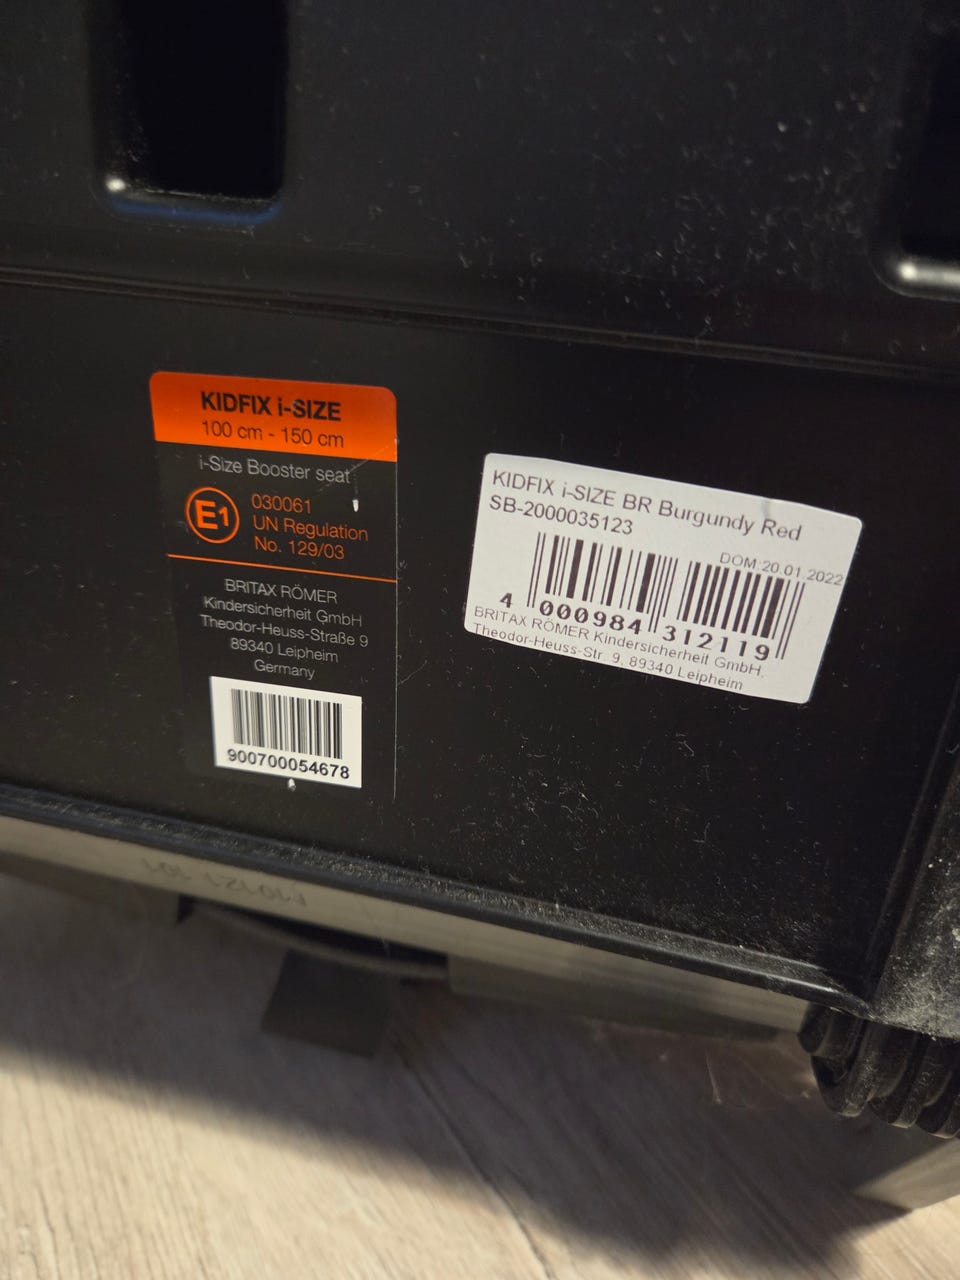 KIDFIX i-SIZE
100 cm - 150 cm
i-Size Booster seat
E1
030061
UN Regulation
No. 129/03
BRITAX RÖMER
Kindersicherheit GmbH
Theodor-Heuss-Straße 9
89340 Leipheim
Germany
900700054678
KIDFIX i-SIZE BR Burgundy Red
SB-2000035123
DOM:20.01.2022
4 000984 312119
BRITAX RÖMER Kindersicherheit GmbH,
Theodor-Heuss-Str. 9, 89340 Leipheim